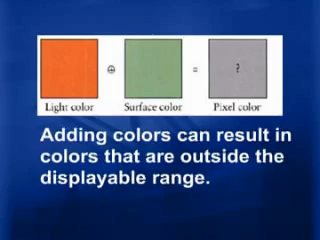 ⊕ = ?
Light color Surface color Pixel color
Adding colors can result in
colors that are outside the
displayable range.